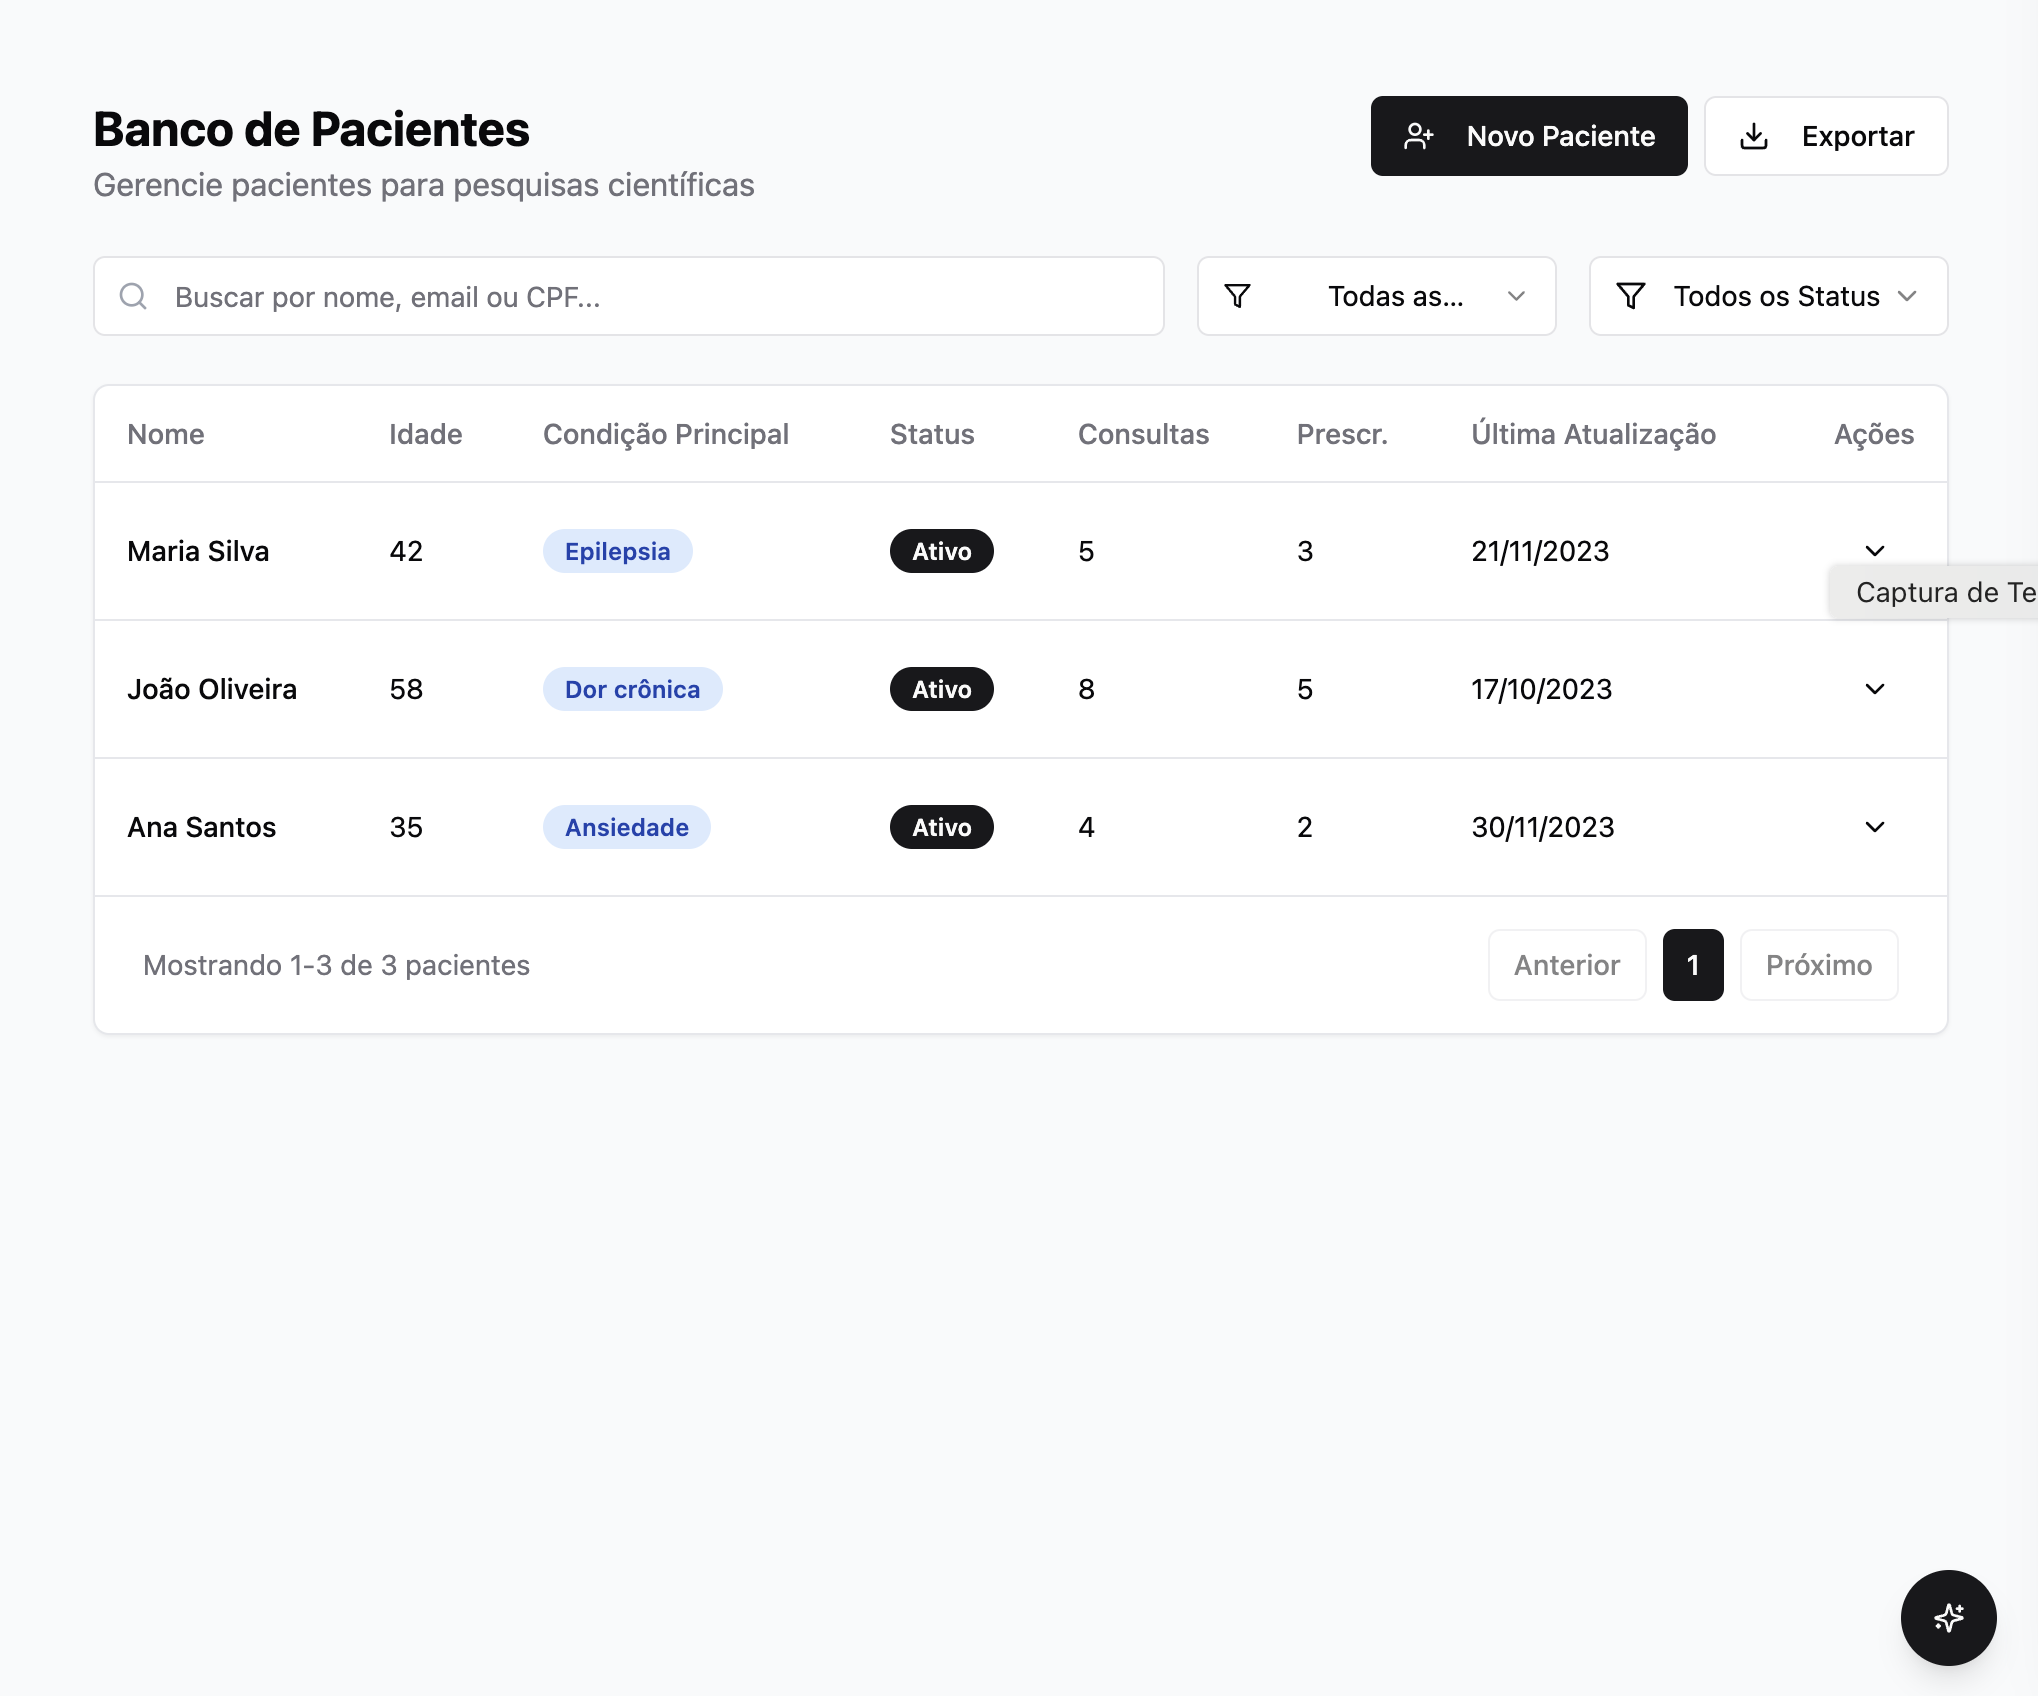 Banco de Pacientes
Gerencie pacientes para pesquisas científicas
Novo Paciente
Exportar
Buscar por nome, email ou CPF...
Todas as...
Todos os Status
Nome Idade Condição Principal Status Consultas Prescr. Última Atualização Ações
Maria Silva 42 Epilepsia Ativo 5 3 21/11/2023
Captura de Te
João Oliveira 58 Dor crônica Ativo 8 5 17/10/2023
Ana Santos 35 Ansiedade Ativo 4 2 30/11/2023
Mostrando 1-3 de 3 pacientes
Anterior 1 Próximo